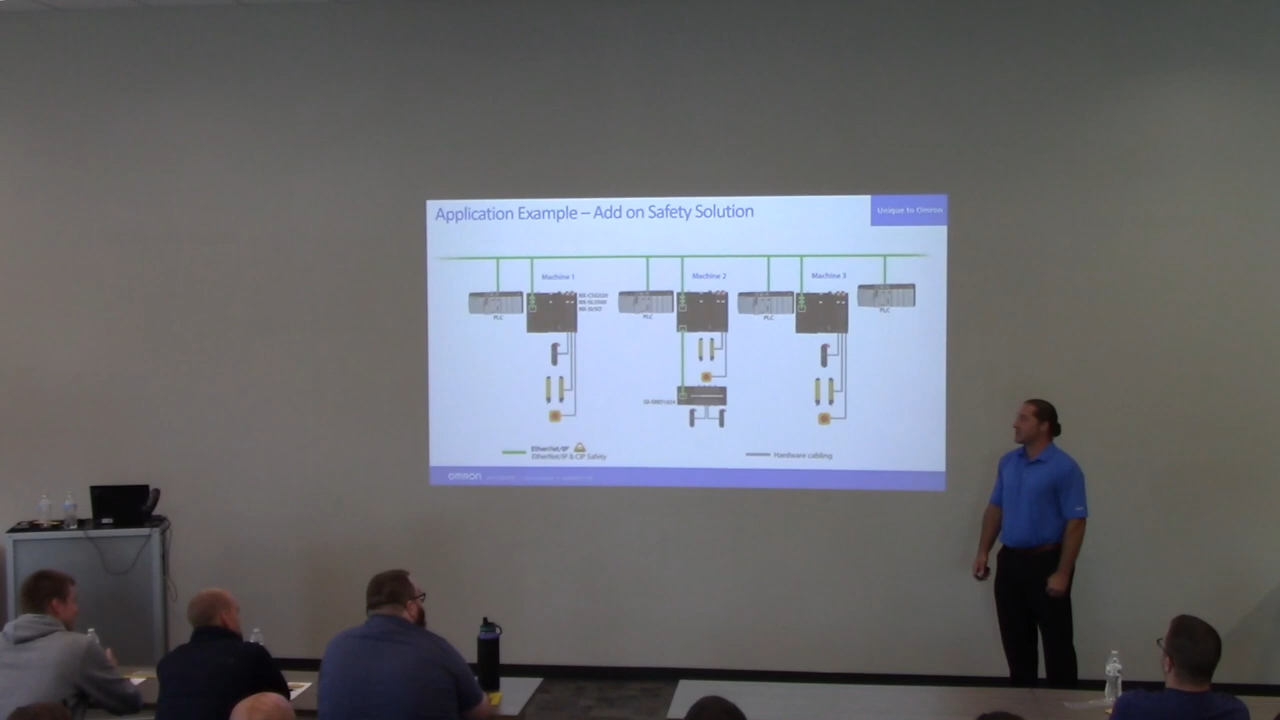 Application Example – Add on Safety Solution
Unique to Omron
Machine 1
Machine 2
Machine 3
PLC
PLC
PLC
PLC
EtherNet/IP
EtherNet/IP & CIP Safety
Hardware cabling
OMRON